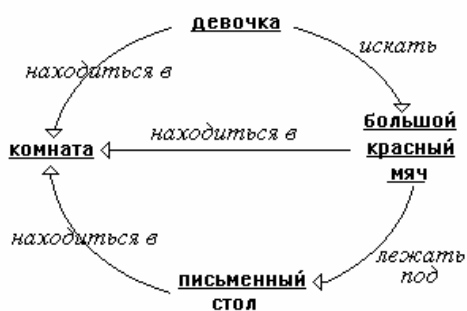 девочка
искать
находиться в
большой
находиться в
комната
красный
мяч
находиться в
лежать
под
письменный
стол